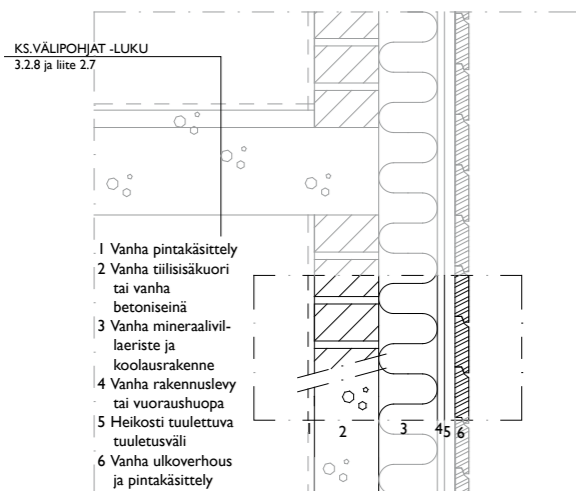 KS.VÄLIPOHJAT -LUKU
3.2.8 ja liite 2.7
1 Vanha pintakäsittely
2 Vanha tiilisisäkuori
tai vanha
betoniseinä
3 Vanha mineraalivil-
laeriste ja
koolausrakenne
4 Vanha rakennuslevy
tai vuoraushuopa
5 Heikosti tuulettuva
tuuletusväli
6 Vanha ulkoverhous
ja pintakäsittely
1 2 3 45 6